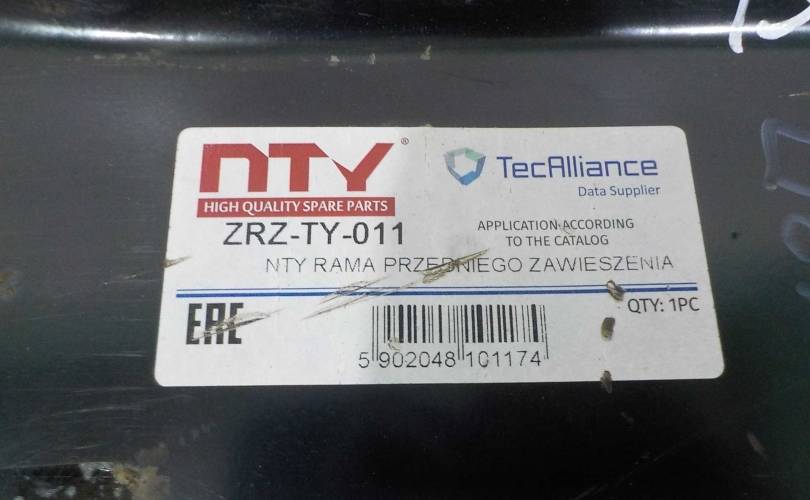 NTY®
HIGH QUALITY SPARE PARTS
TecAlliance
Data Supplier
ZRZ-TY-011
APPLICATION ACCORDING
TO THE CATALOG
NTY RAMA PRZEDNIEGO ZAWIESZENIA
EAC
QTY: 1PC
5 902048 101174